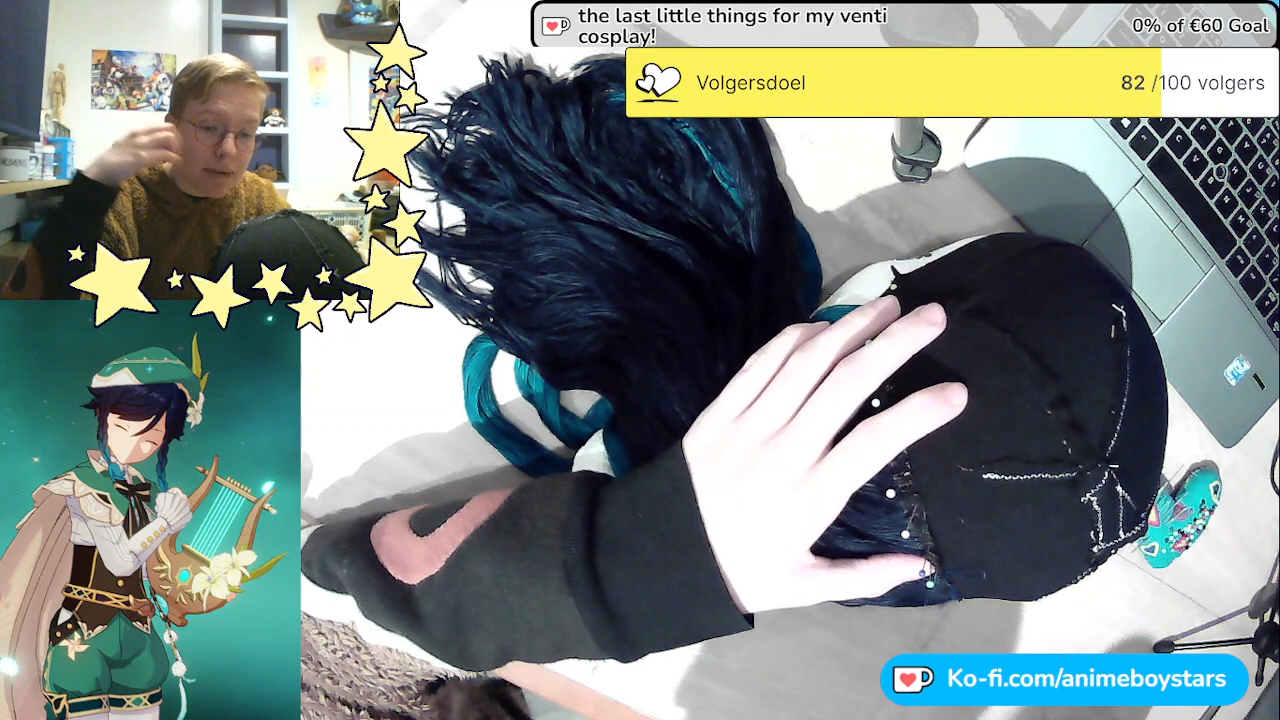 the last little things for my venti
cosplay!
0% of €60 Goal
Volgersdoel
82 /100 volgers
Ko-fi.com/animeboystars